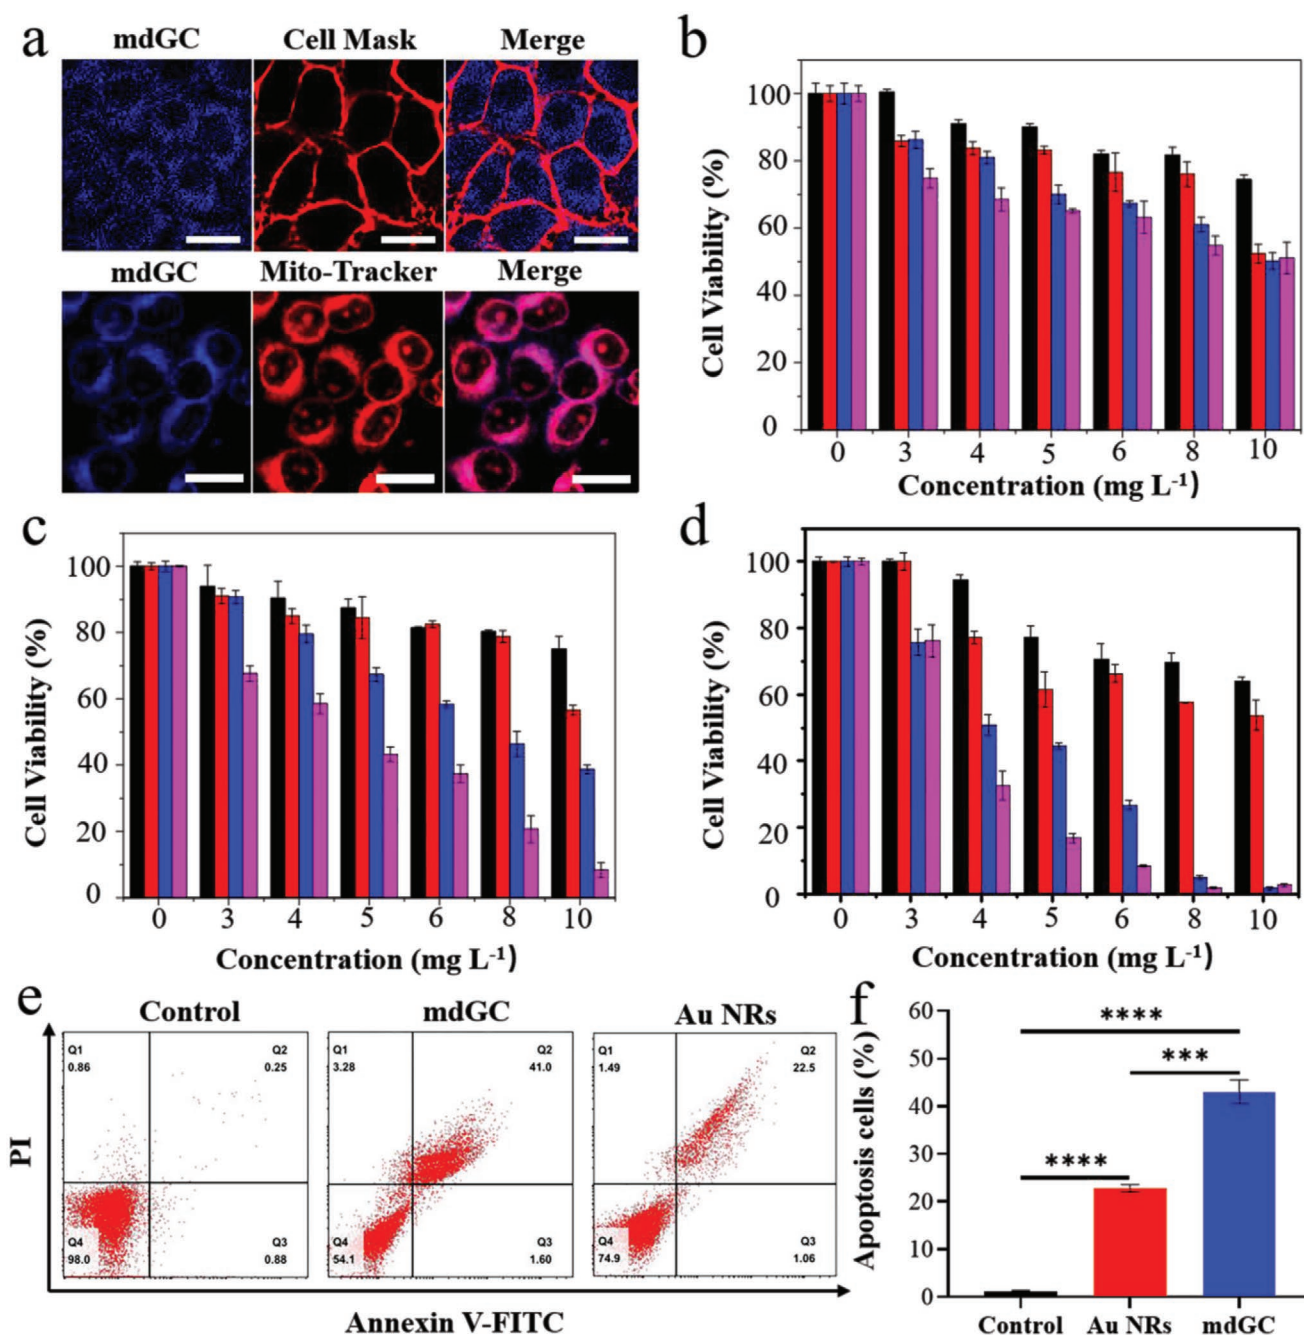 a
mdGC Cell Mask Merge
mdGC Mito-Tracker Merge
b
Cell Viability (%)
100
80
60
40
20
0
0 3 4 5 6 8 10
Concentration (mg L⁻¹)
c
Cell Viability (%)
100
80
60
40
20
0
0 3 4 5 6 8 10
Concentration (mg L⁻¹)
d
Cell Viability (%)
100
80
60
40
20
0
0 3 4 5 6 8 10
Concentration (mg L⁻¹)
e
Control mdGC Au NRs
PI
Q1 Q2
0.86 0.25
Q4 Q3
98.0 0.88
Q1 Q2
3.28 41.0
Q4 Q3
54.1 1.60
Q1 Q2
1.49 22.5
Q4 Q3
74.9 1.06
Annexin V-FITC
f
Apoptosis cells (%)
60
50
40
30
20
10
0
****
***
****
Control Au NRs mdGC